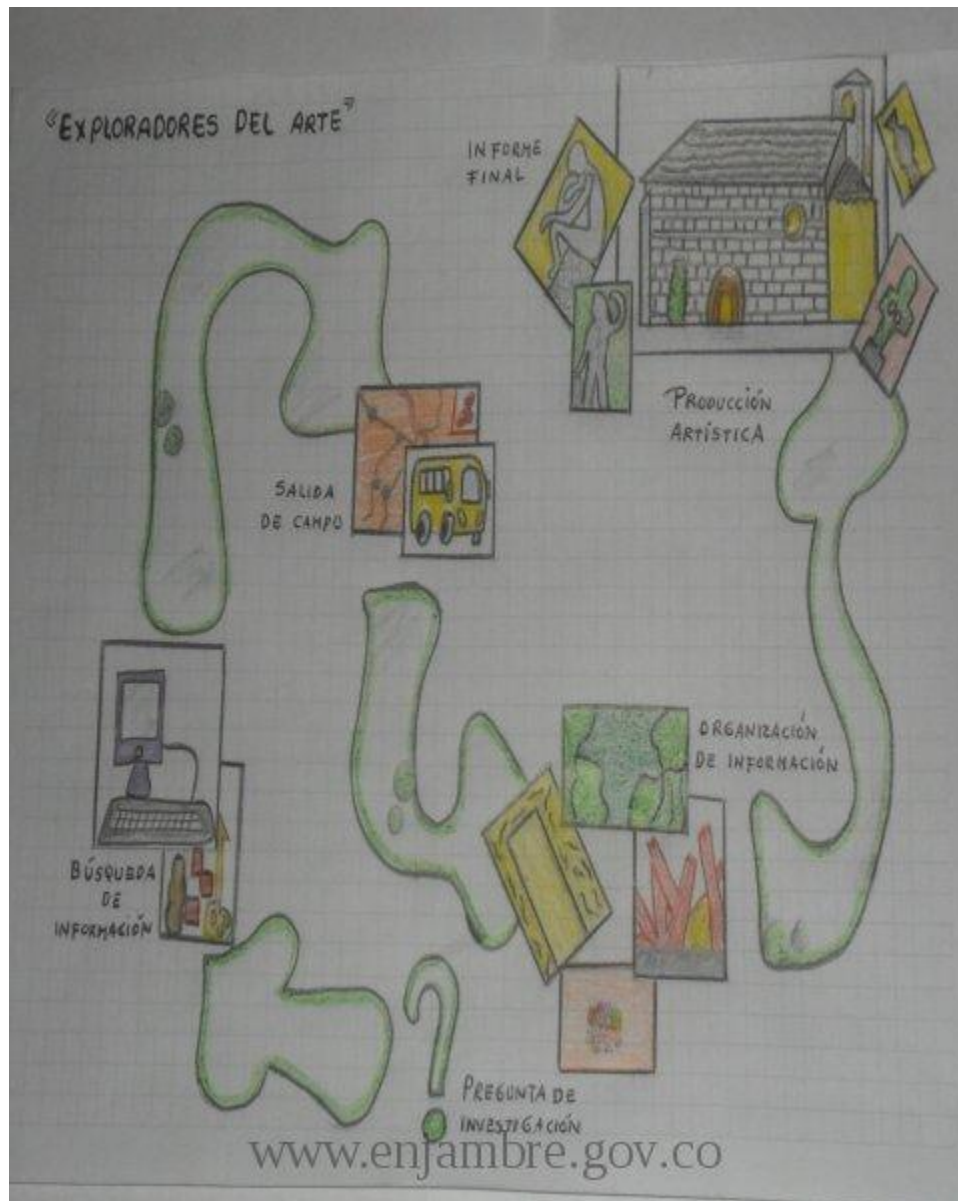 "EXPLORADORES DEL ARTE"
INFORME
FINAL
PRODUCCIÓN
ARTÍSTICA
SALIDA
DE CAMPO
ORGANIZACIÓN
DE INFORMACIÓN
BÚSQUEDA
DE
INFORMACIÓN
PREGUNTA DE
INVESTIGACIÓN
www.enjambre.gov.co